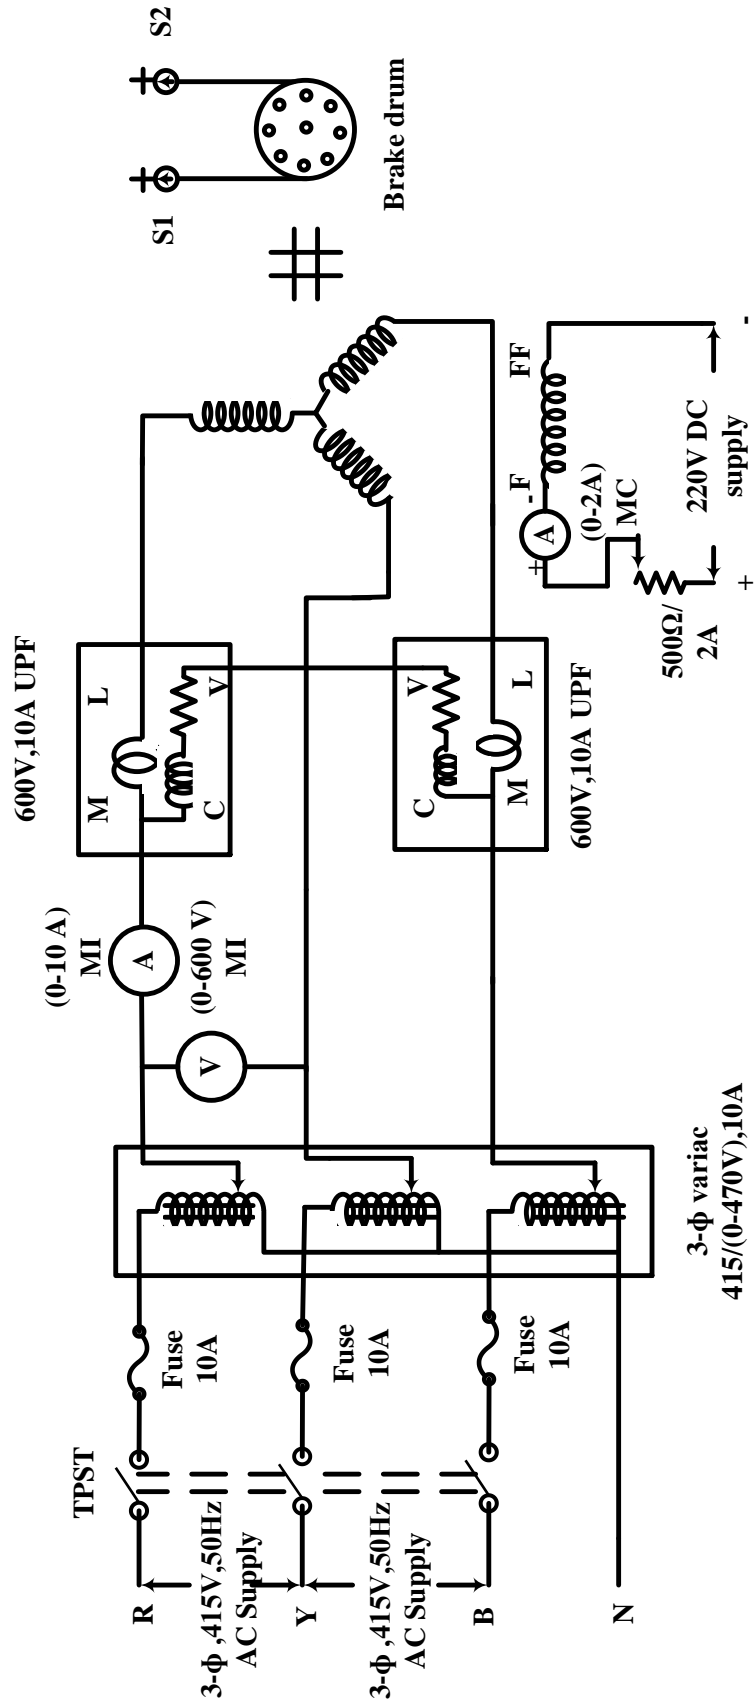 TPST
R
3-ϕ ,415V,50Hz
AC Supply
Y
3-ϕ ,415V,50Hz
AC Supply
B
N
Fuse
10A
Fuse
10A
Fuse
10A
3-ϕ variac
415/(0-470V),10A
(0-10 A)
MI
A
V
(0-600 V)
MI
600V,10A UPF
M
L
C
V
C
V
M
L
600V,10A UPF
S1
S2
Brake drum
+
A
-F
FF
(0-2A)
MC
500Ω/
2A
220V DC
supply
+
-